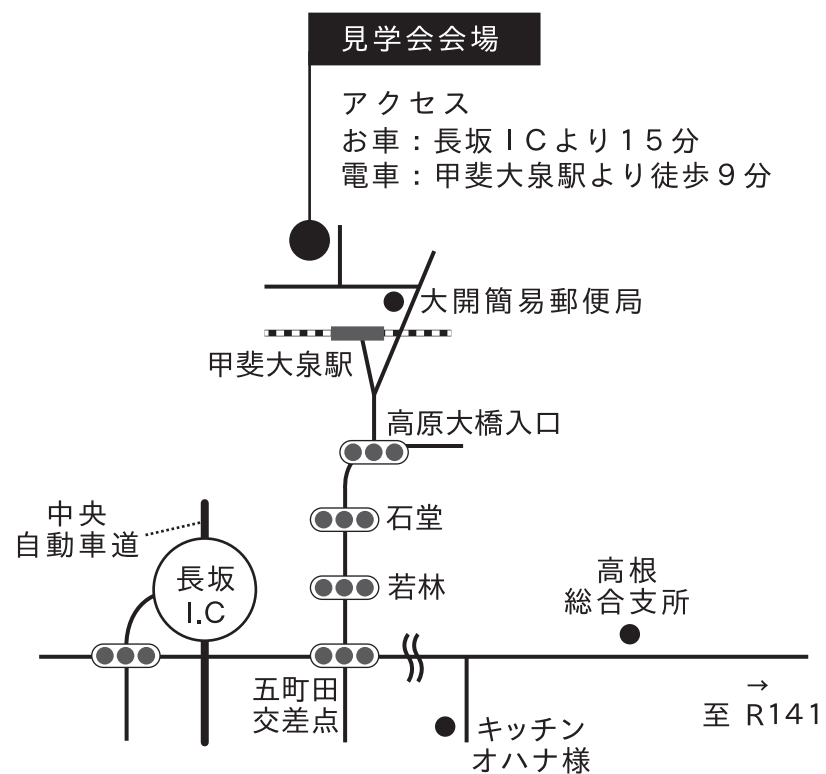 見学会会場
アクセス
お車：長坂ＩＣより１５分
電車：甲斐大泉駅より徒歩９分
大開簡易郵便局
甲斐大泉駅
高原大橋入口
中央
自動車道
石堂
長坂
I.C
若林
高根
総合支所
五町田
交差点
→
至 R141
キッチン
オハナ様